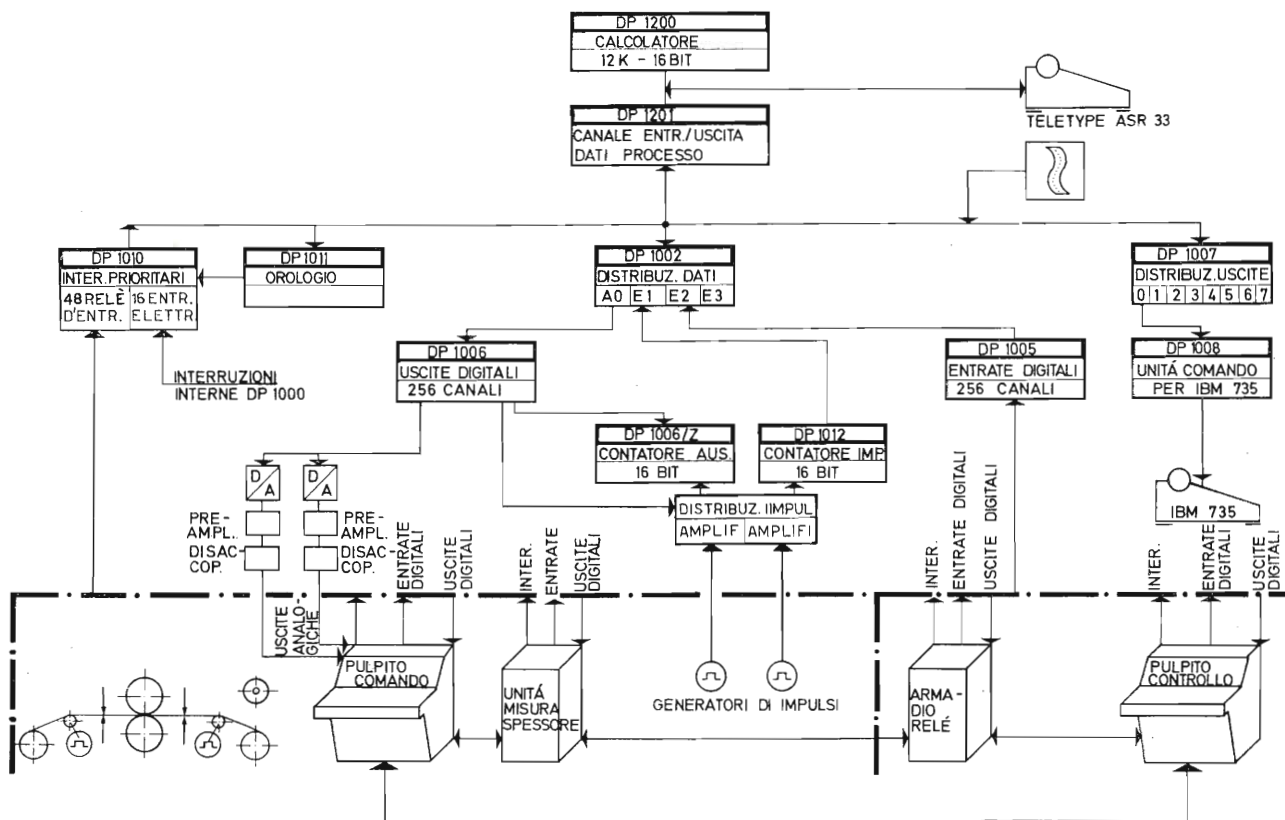 DP 1200
CALCOLATORE
12 K - 16 BIT
TELETYPE ASR 33
DP 1201
CANALE ENTR./USCITA
DATI PROCESSO
DP 1010
INTER.PRIORITARI
48 RELÈ
D'ENTR.
16 ENTR.
ELETTR.
DP 1011
OROLOGIO
DP 1002
DISTRIBUZ. DATI
A0 E1 E2 E3
DP 1007
DISTRIBUZ.USCITE
0 1 2 3 4 5 6 7
INTERRUZIONI
INTERNE DP 1000
DP 1006
USCITE DIGITALI
256 CANALI
DP 1005
ENTRATE DIGITALI
256 CANALI
DP 1008
UNITÁ COMANDO
PER IBM 735
DP 1006/Z
CONTATORE AUS.
16 BIT
DP 1012
CONTATORE IMP.
16 BIT
D/A
D/A
DISTRIBUZ. IIMPUL
AMPLIF
AMPLIFI
IBM 735
PRE-
AMPL.
PRE-
AMPL.
DISAC-
COP.
DISAC-
COP.
USCITE
ANALO-
GICHE
ENTRATE
DIGITALI
USCITE
DIGITALI
INTER.
ENTRATE
USCITE
DIGITALI
INTER.
ENTRATE DIGITALI
USCITE DIGITALI
INTER.
ENTRATE
DIGITALI
USCITE
DIGITALI
PULPITO
COMANDO
UNITÁ
MISURA
SPESSORE
GENERATORI DI IMPULSI
ARMA-
DIO
RELÉ
PULPITO
CONTROLLO